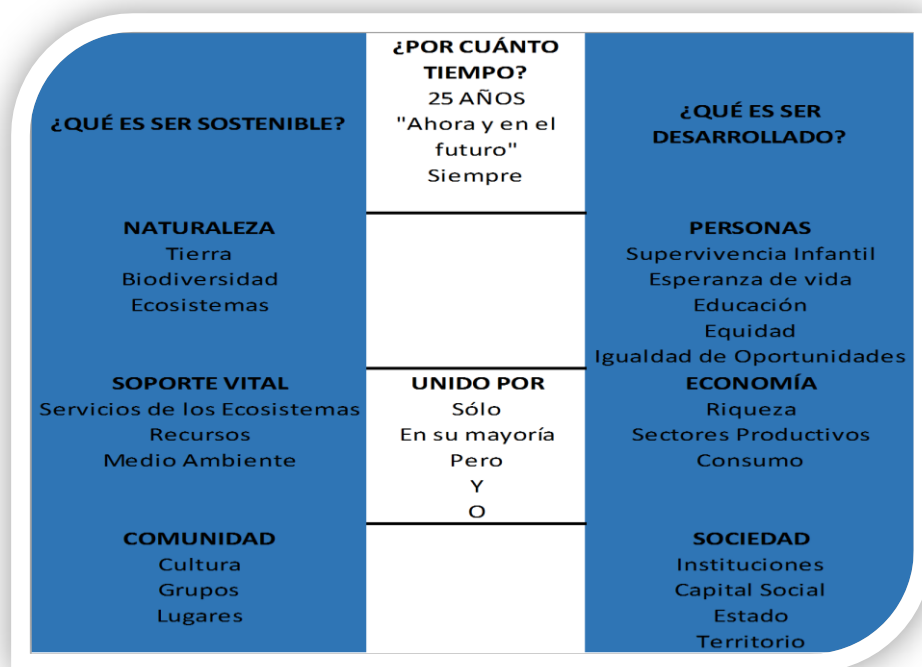 ¿QUÉ ES SER SOSTENIBLE?
¿POR CUÁNTO
TIEMPO?
25 AÑOS
"Ahora y en el
futuro"
Siempre
¿QUÉ ES SER
DESARROLLADO?
NATURALEZA
Tierra
Biodiversidad
Ecosistemas
PERSONAS
Supervivencia Infantil
Esperanza de vida
Educación
Equidad
Igualdad de Oportunidades
SOPORTE VITAL
Servicios de los Ecosistemas
Recursos
Medio Ambiente
UNIDO POR
Sólo
En su mayoría
Pero
Y
O
ECONOMÍA
Riqueza
Sectores Productivos
Consumo
COMUNIDAD
Cultura
Grupos
Lugares
SOCIEDAD
Instituciones
Capital Social
Estado
Territorio